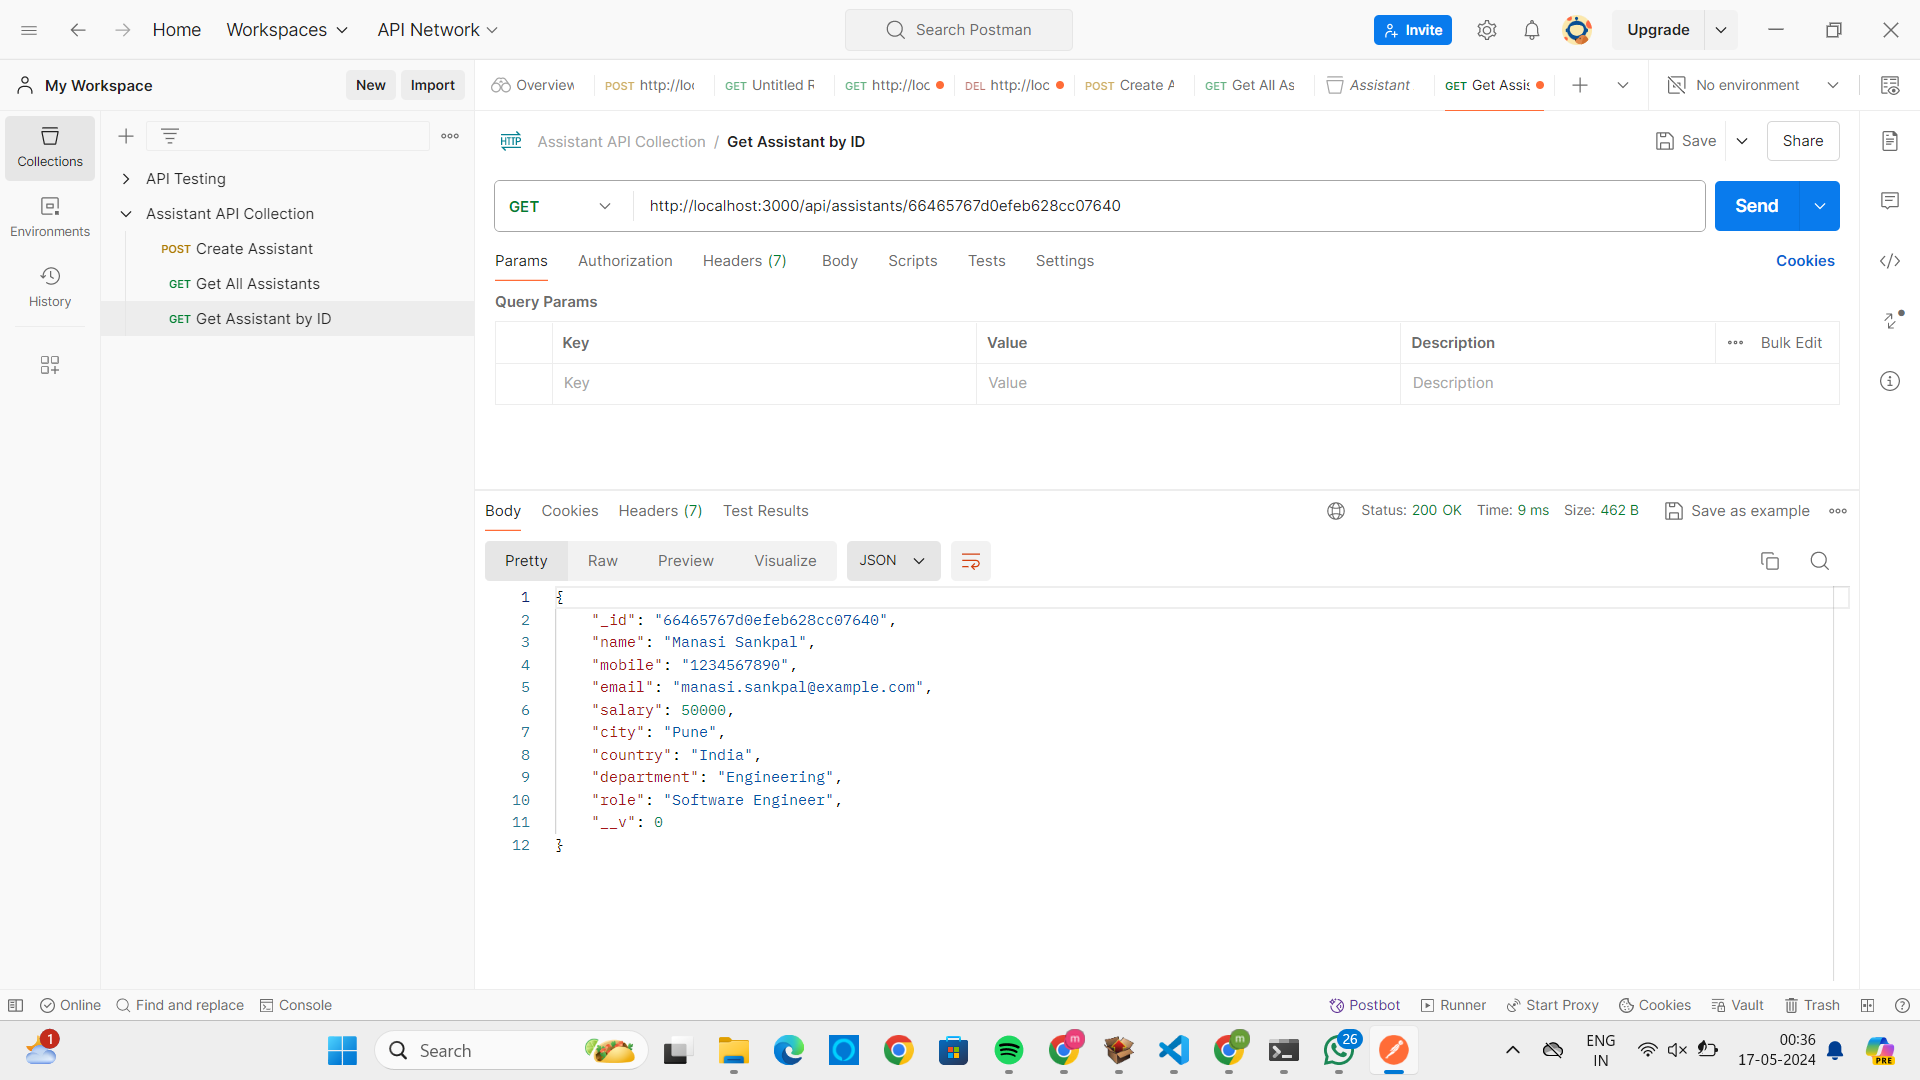 Home
Workspaces
API Network
Search Postman
Invite
Upgrade
My Workspace
New
Import
Overview
POST http://loc
GET Untitled R
GET http://loc
DEL http://loc
POST Create A
GET Get All As
Assistant
GET Get Assis
No environment
Collections
Environments
History
API Testing
Assistant API Collection
POST Create Assistant
GET Get All Assistants
GET Get Assistant by ID
HTTP
Assistant API Collection / Get Assistant by ID
Save
Share
GET
http://localhost:3000/api/assistants/66465767d0efeb628cc07640
Send
Params
Authorization
Headers (7)
Body
Scripts
Tests
Settings
Cookies
Query Params
Key
Value
Description
Bulk Edit
Key
Value
Description
Body
Cookies
Headers (7)
Test Results
Status: 200 OK
Time: 9 ms
Size: 462 B
Save as example
Pretty
Raw
Preview
Visualize
JSON
1 {
2 "_id": "66465767d0efeb628cc07640",
3 "name": "Manasi Sankpal",
4 "mobile": "1234567890",
5 "email": "manasi.sankpal@example.com",
6 "salary": 50000,
7 "city": "Pune",
8 "country": "India",
9 "department": "Engineering",
10 "role": "Software Engineer",
11 "__v": 0
12 }
Online
Find and replace
Console
Postbot
Runner
Start Proxy
Cookies
Vault
Trash
1
Search
m
m
26
ENG
IN
00:36
17-05-2024
PRE